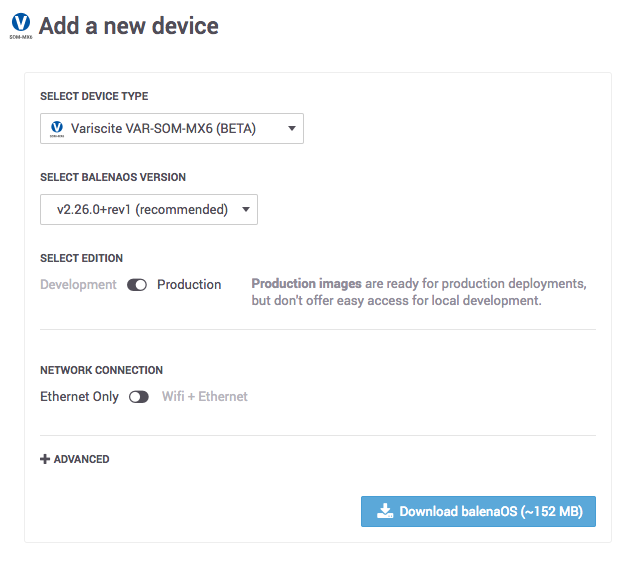 V
SOM-MX6
Add a new device
SELECT DEVICE TYPE
V
SOM-MX6
Variscite VAR-SOM-MX6 (BETA)
SELECT BALENAOS VERSION
v2.26.0+rev1 (recommended)
SELECT EDITION
Development Production
Production images are ready for production deployments,
but don't offer easy access for local development.
NETWORK CONNECTION
Ethernet Only Wifi + Ethernet
+ ADVANCED
Download balenaOS (~152 MB)